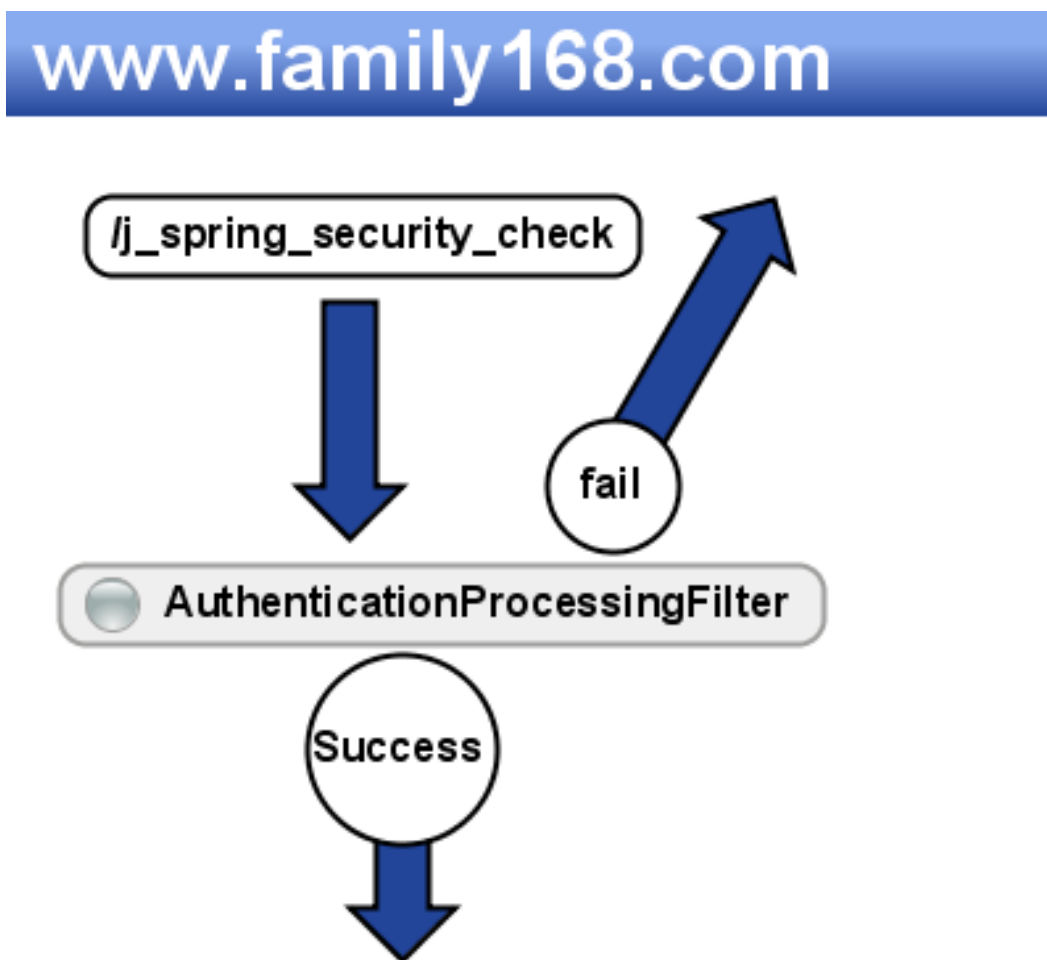 www.family168.com
/j_spring_security_check
fail
AuthenticationProcessingFilter
Success